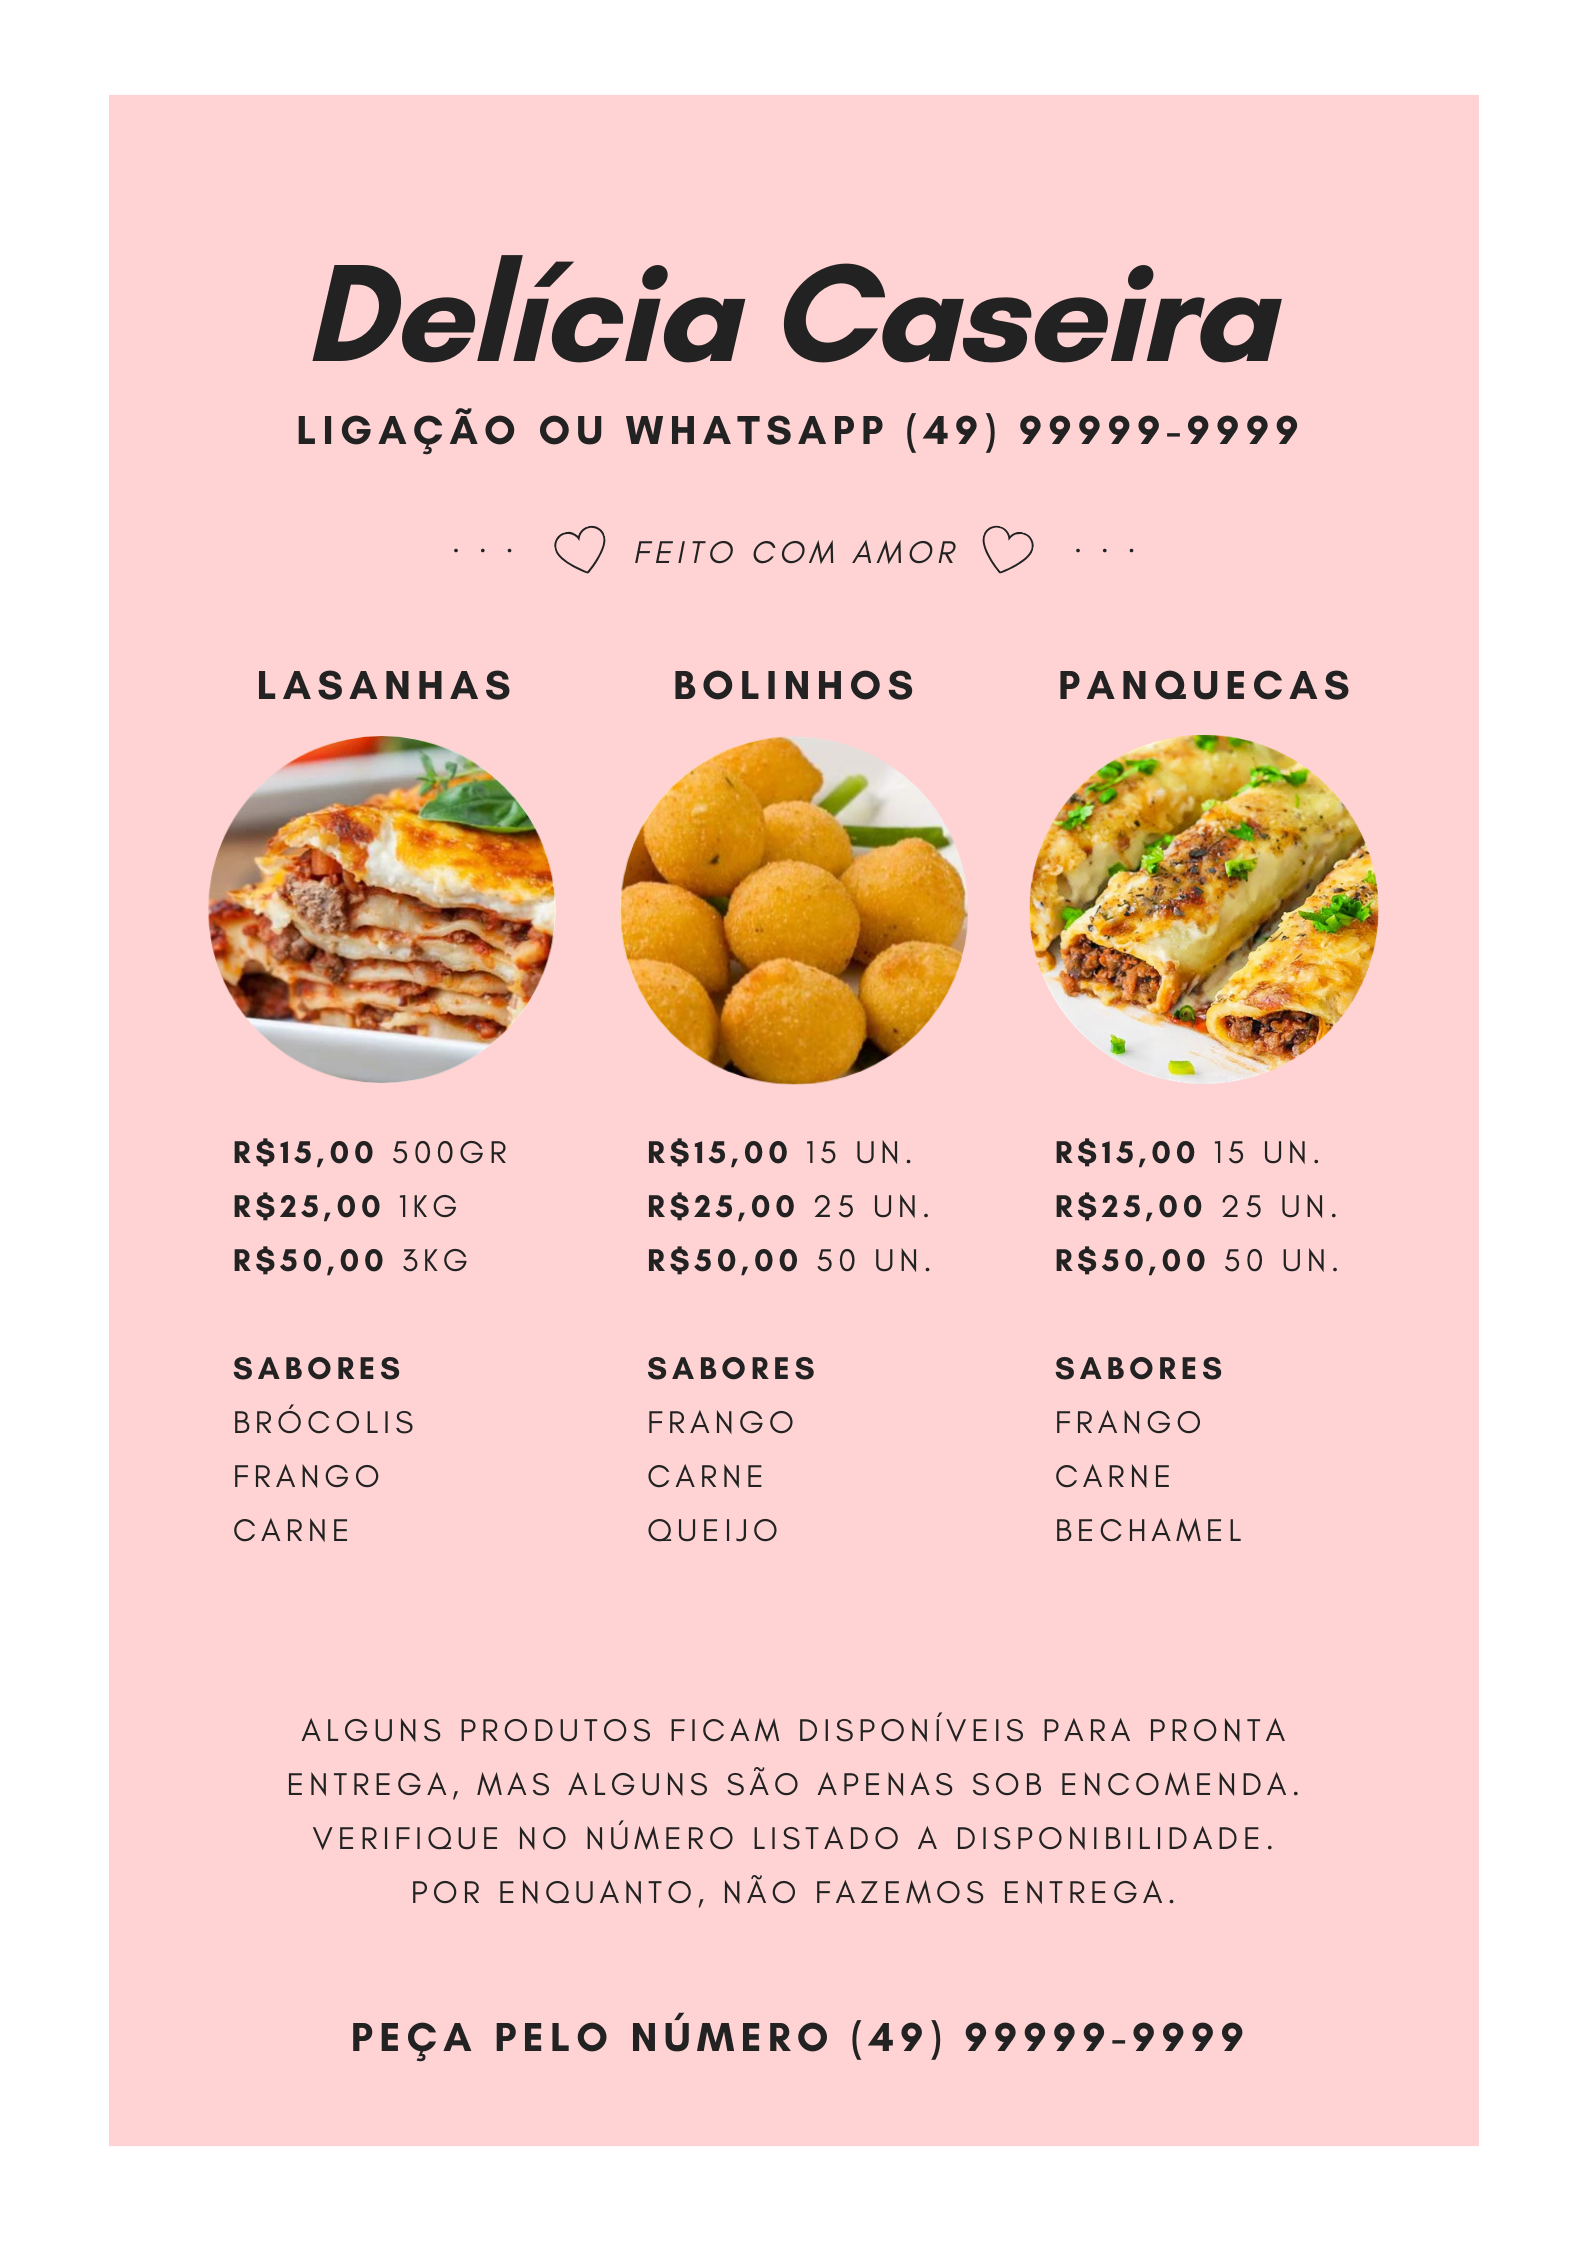 Delícia Caseira
LIGAÇÃO OU WHATSAPP (49) 99999-9999
· · · FEITO COM AMOR · · ·
LASANHAS
R$15,00 500GR
R$25,00 1KG
R$50,00 3KG
SABORES
BRÓCOLIS
FRANGO
CARNE
BOLINHOS
R$15,00 15 UN.
R$25,00 25 UN.
R$50,00 50 UN.
SABORES
FRANGO
CARNE
QUEIJO
PANQUECAS
R$15,00 15 UN.
R$25,00 25 UN.
R$50,00 50 UN.
SABORES
FRANGO
CARNE
BECHAMEL
ALGUNS PRODUTOS FICAM DISPONÍVEIS PARA PRONTA
ENTREGA, MAS ALGUNS SÃO APENAS SOB ENCOMENDA.
VERIFIQUE NO NÚMERO LISTADO A DISPONIBILIDADE.
POR ENQUANTO, NÃO FAZEMOS ENTREGA.
PEÇA PELO NÚMERO (49) 99999-9999